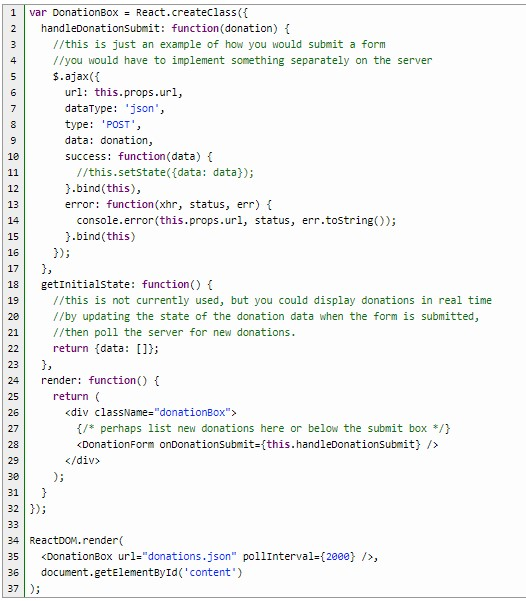 1 var DonationBox = React.createClass({
2   handleDonationSubmit: function(donation) {
3     //this is just an example of how you would submit a form
4     //you would have to implement something separately on the server
5     $.ajax({
6       url: this.props.url,
7       dataType: 'json',
8       type: 'POST',
9       data: donation,
10       success: function(data) {
11         //this.setState({data: data});
12       }.bind(this),
13       error: function(xhr, status, err) {
14         console.error(this.props.url, status, err.toString());
15       }.bind(this)
16     });
17   },
18   getInitialState: function() {
19     //this is not currently used, but you could display donations in real time
20     //by updating the state of the donation data when the form is submitted,
21     //then poll the server for new donations.
22     return {data: []};
23   },
24   render: function() {
25     return (
26       <div className="donationBox">
27         {/* perhaps list new donations here or below the submit box */}
28         <DonationForm onDonationSubmit={this.handleDonationSubmit} />
29       </div>
30     );
31   }
32 });
33
34 ReactDOM.render(
35   <DonationBox url="donations.json" pollInterval={2000} />,
36   document.getElementById('content')
37 );